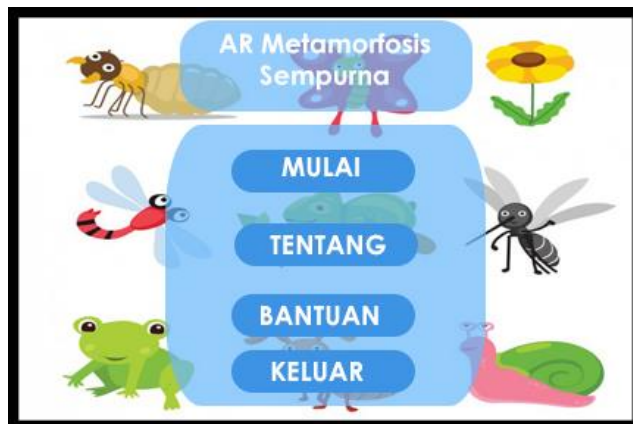 AR Metamorfosis
Sempurna
MULAI
TENTANG
BANTUAN
KELUAR